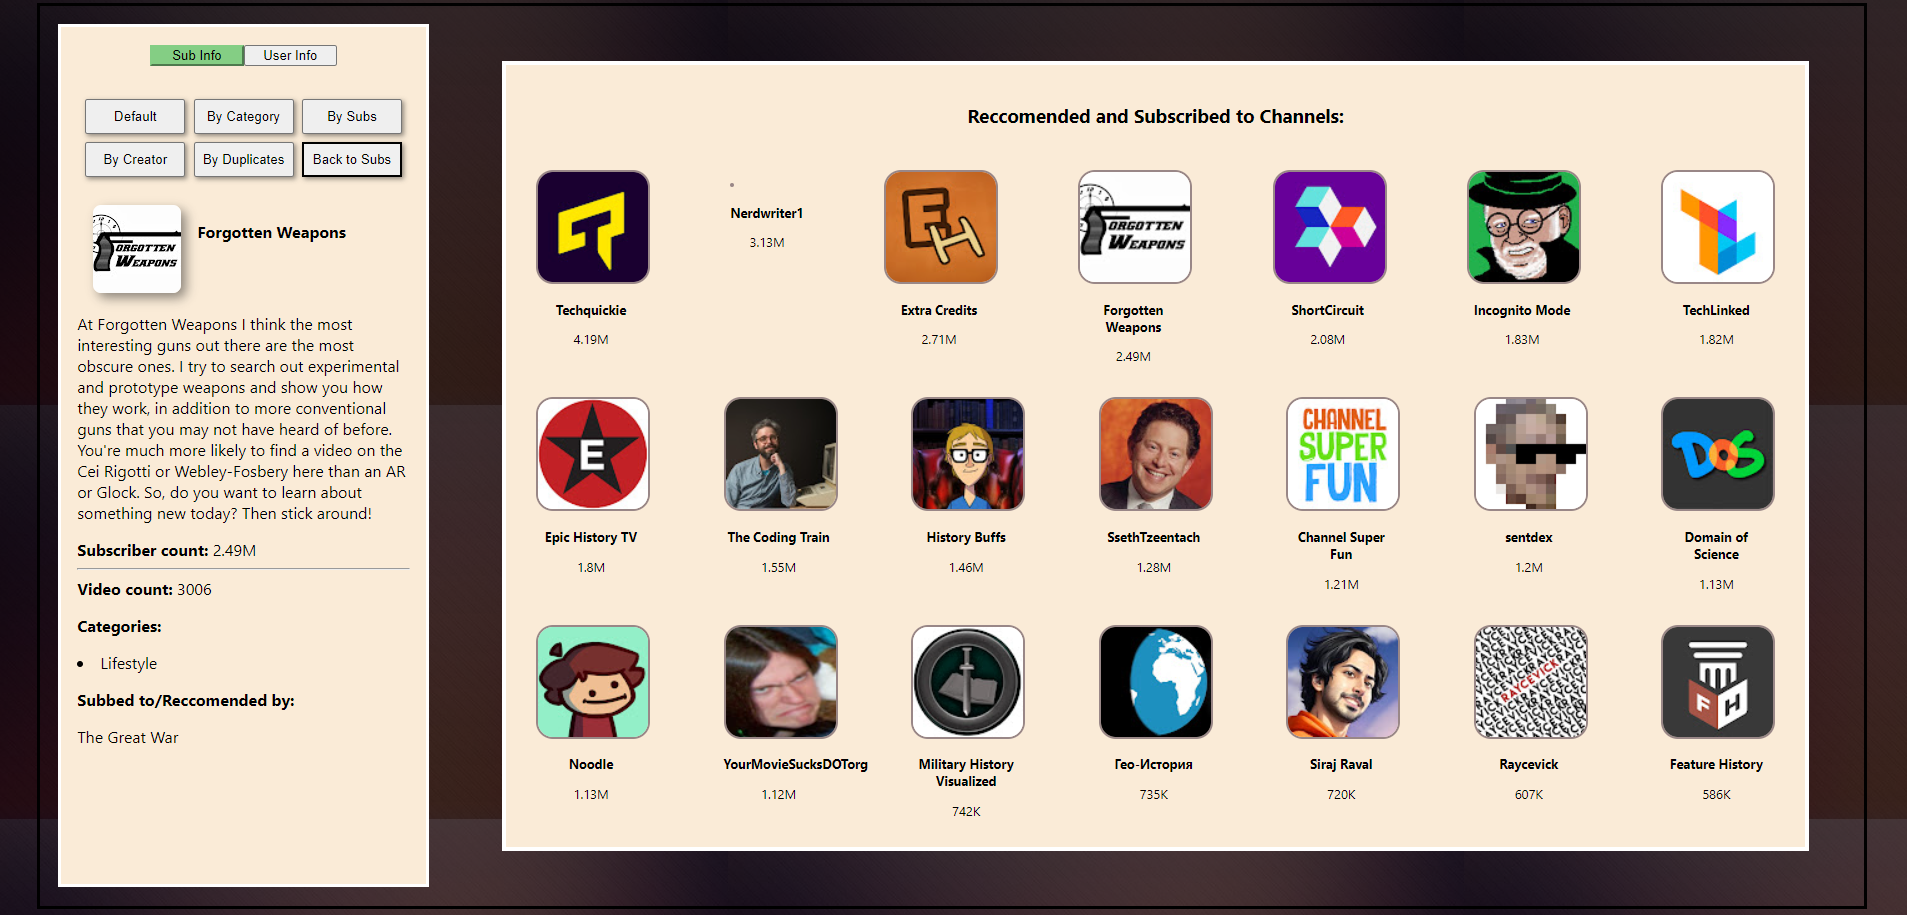 Sub Info
User Info
Default
By Category
By Subs
By Creator
By Duplicates
Back to Subs
FORGOTTEN
WEAPONS
Forgotten Weapons
At Forgotten Weapons I think the most
interesting guns out there are the most
obscure ones. I try to search out experimental
and prototype weapons and show you how
they work, in addition to more conventional
guns that you may not have heard of before.
You're much more likely to find a video on the
Cei Rigotti or Webley-Fosbery here than an AR
or Glock. So, do you want to learn about
something new today? Then stick around!
Subscriber count: 2.49M
Video count: 3006
Categories:
Lifestyle
Subbed to/Reccomended by:
The Great War
Reccomended and Subscribed to Channels:
Techquickie
4.19M
Nerdwriter1
3.13M
EH
Extra Credits
2.71M
FORGOTTEN
WEAPONS
Forgotten
Weapons
2.49M
ShortCircuit
2.08M
Incognito Mode
1.83M
TechLinked
1.82M
E
Epic History TV
1.8M
The Coding Train
1.55M
History Buffs
1.46M
SsethTzeentach
1.28M
CHANNEL
SUPER
FUN
Channel Super
Fun
1.21M
sentdex
1.2M
DOS
Domain of
Science
1.13M
Noodle
1.13M
YourMovieSucksDOTorg
1.12M
Military History
Visualized
742K
Гео-История
735K
Siraj Raval
720K
RAYCEVICK
Raycevick
607K
F H
Feature History
586K